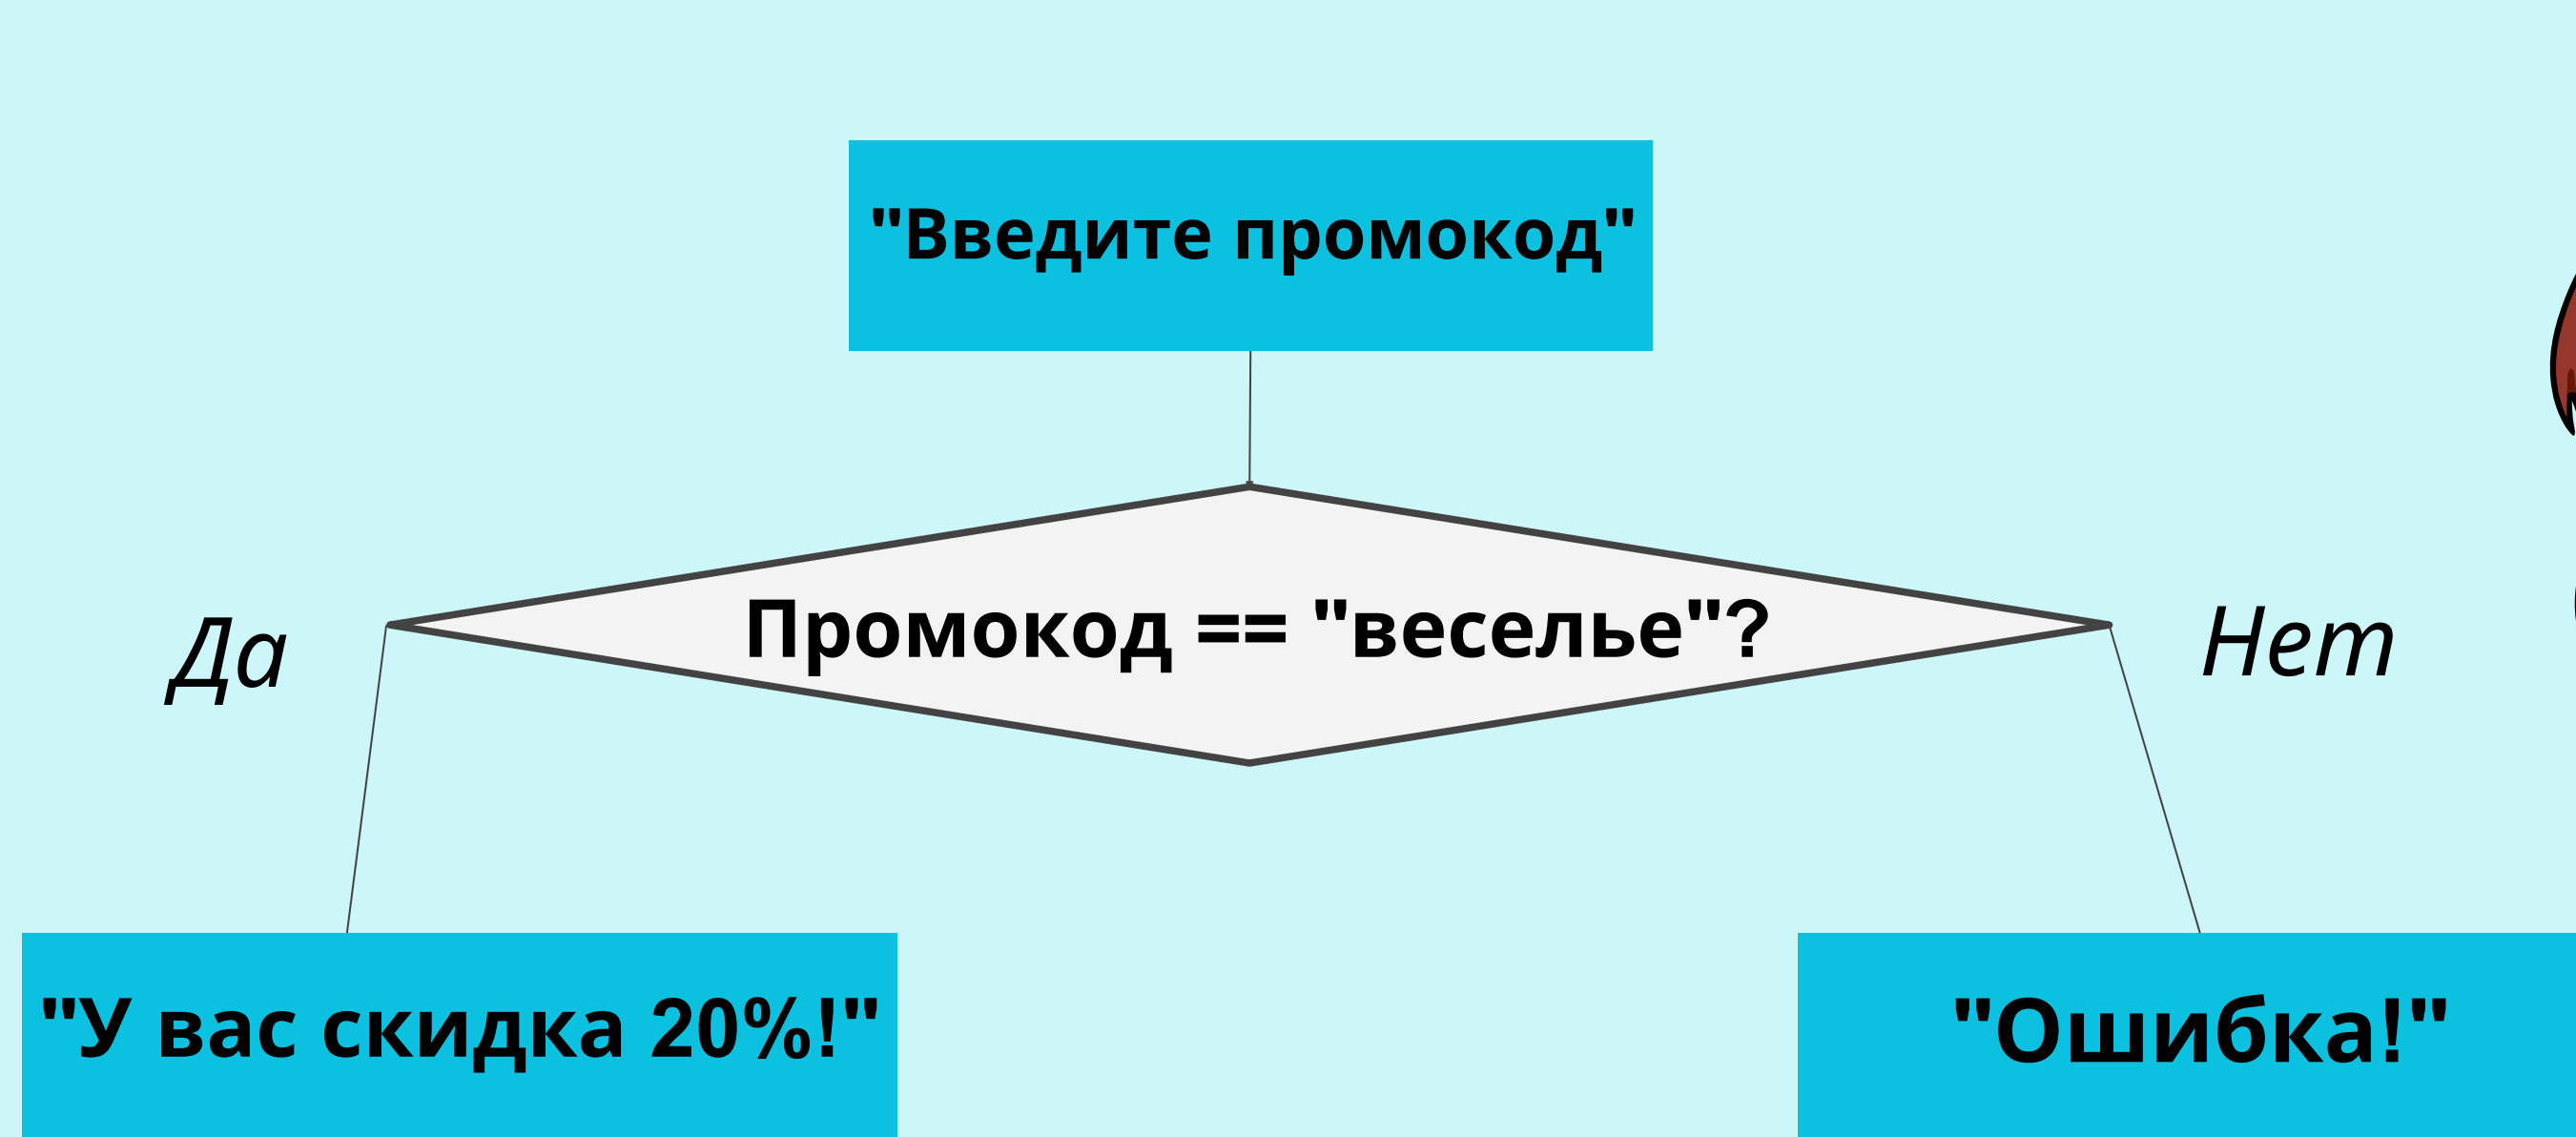 "Введите промокод"
Промокод == "веселье"?
Да
Нет
"У вас скидка 20%!"
"Ошибка!"